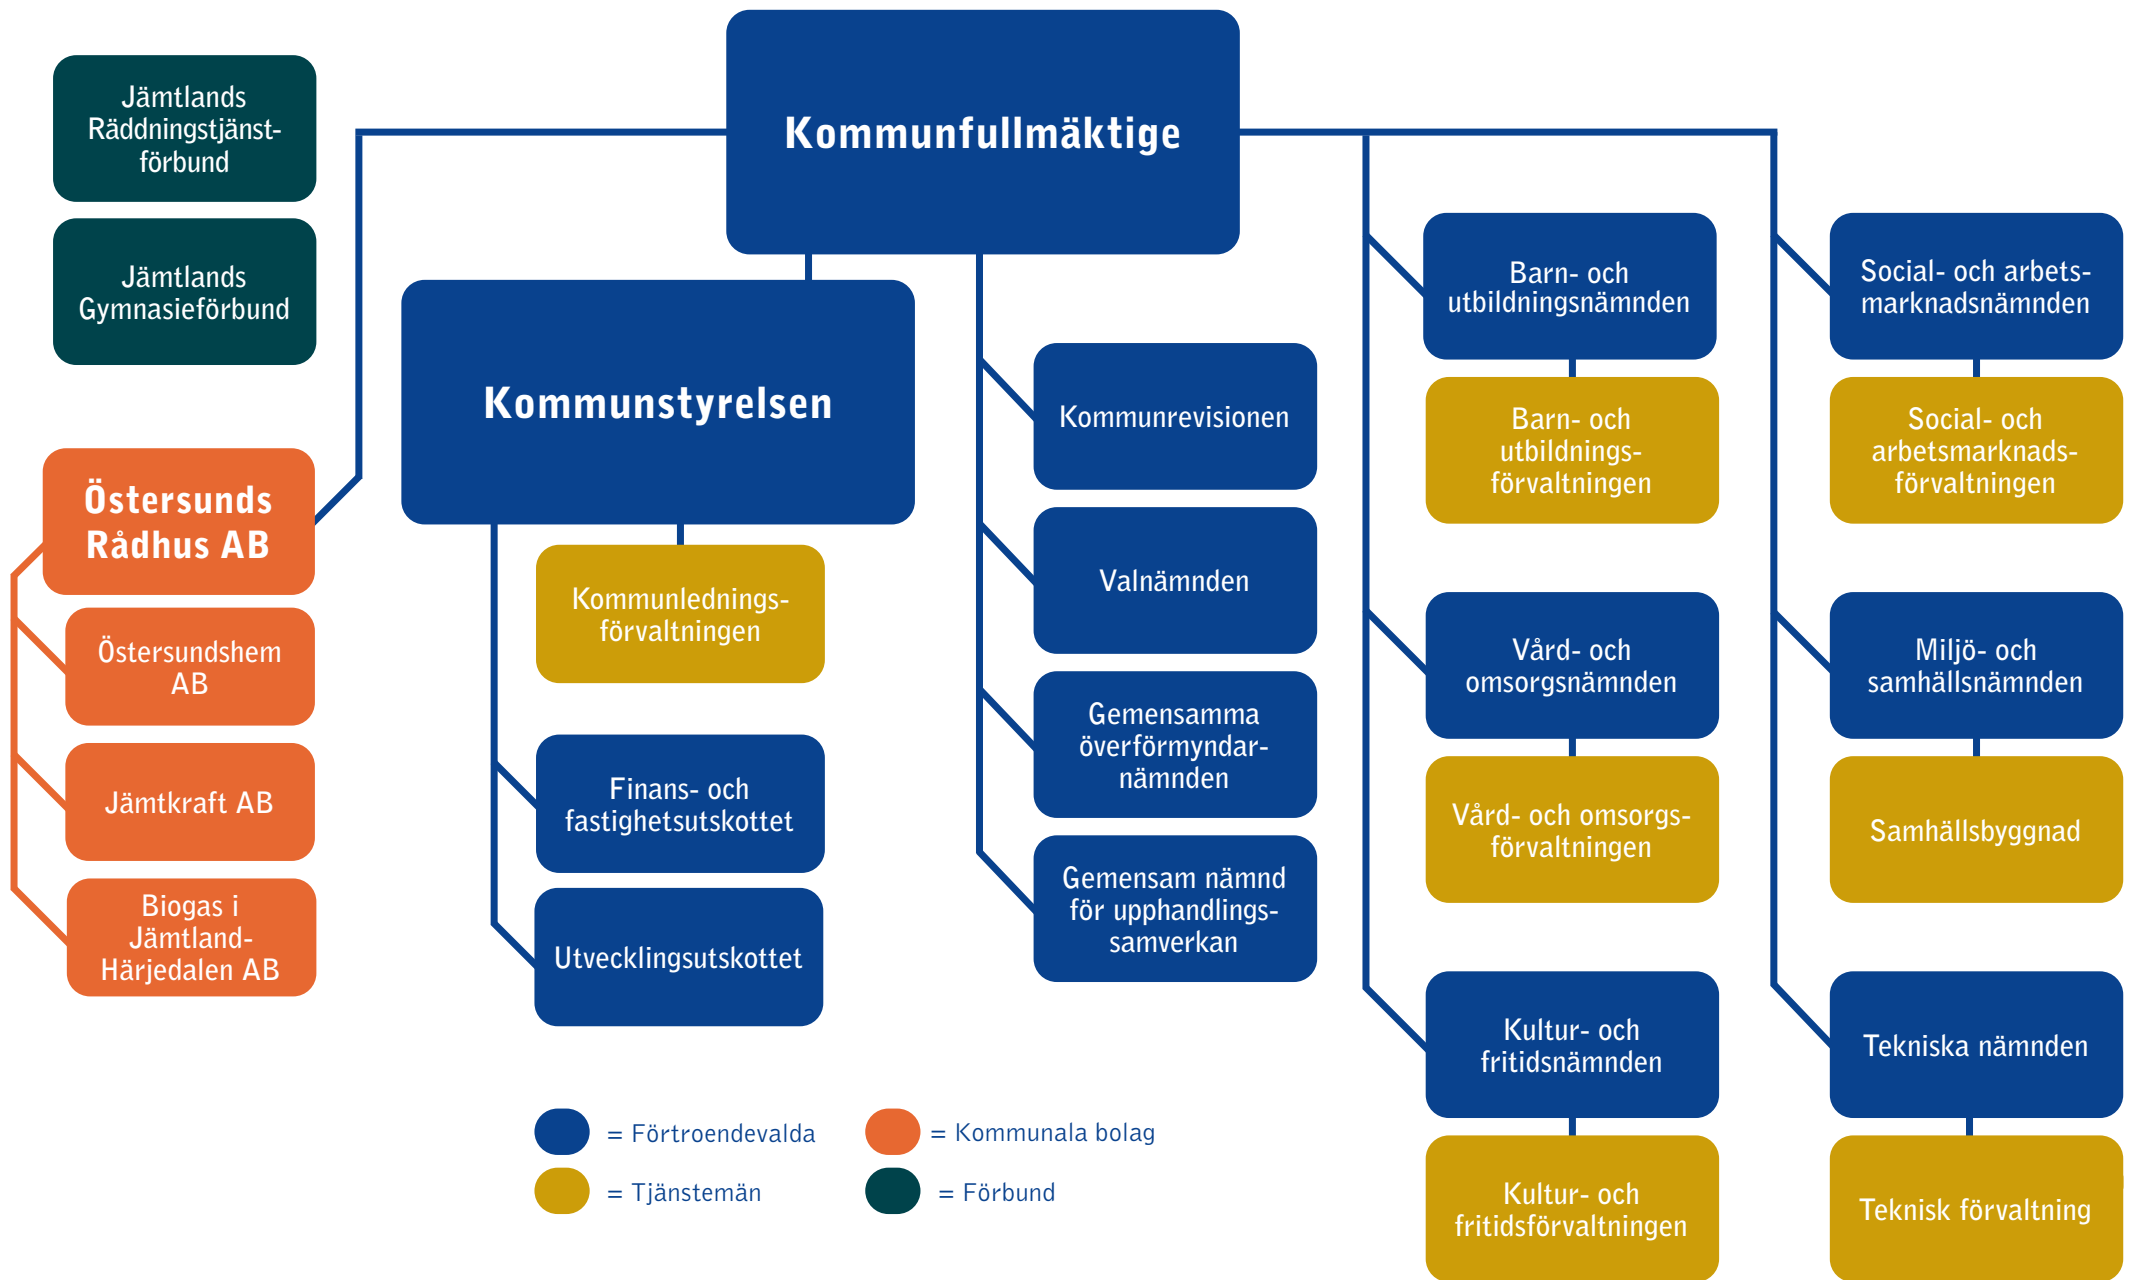 Kommunfullmäktige
Jämtlands
Räddningstjänst-
förbund
Jämtlands
Gymnasieförbund
Östersunds
Rådhus AB
Östersundshem
AB
Jämtkraft AB
Biogas i
Jämtland-
Härjedalen AB
Kommunstyrelsen
Kommunlednings-
förvaltningen
Finans- och
fastighetsutskottet
Utvecklingsutskottet
Kommunrevisionen
Valnämnden
Gemensamma
överförmyndar-
nämnden
Gemensam nämnd
för upphandlings-
samverkan
Barn- och
utbildningsnämnden
Barn- och
utbildnings-
förvaltningen
Vård- och
omsorgsnämnden
Vård- och omsorgs-
förvaltningen
Kultur- och
fritidsnämnden
Kultur- och
fritidsförvaltningen
Social- och arbets-
marknadsnämnden
Social- och
arbetsmarknads-
förvaltningen
Miljö- och
samhällsnämnden
Samhällsbyggnad
Tekniska nämnden
Teknisk förvaltning
= Förtroendevalda
= Kommunala bolag
= Tjänstemän
= Förbund